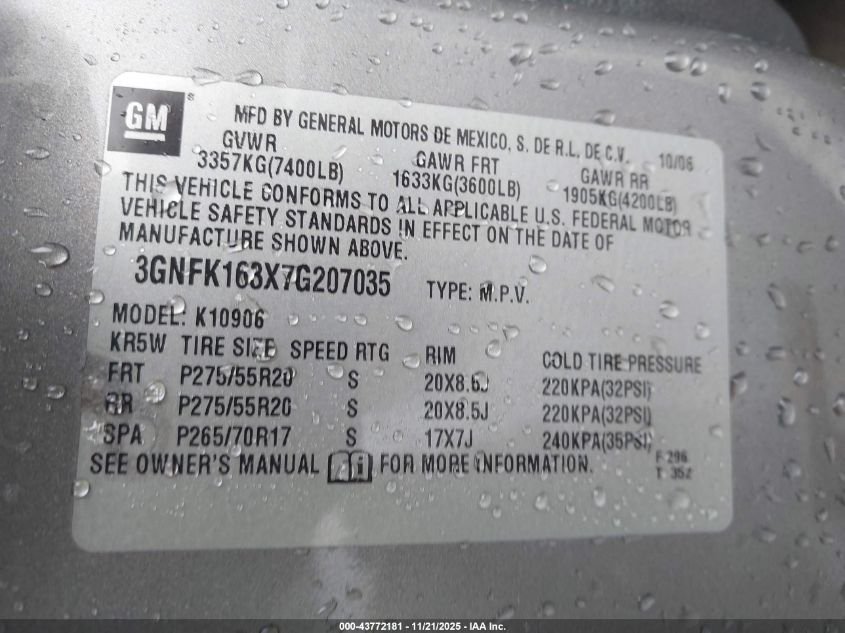 GM
MFD BY GENERAL MOTORS DE MEXICO, S. DE R.L. DE C.V. 10/06
GVWR GAWR FRT GAWR RR
3357KG(7400LB) 1633KG(3600LB) 1905KG(4200LB)
THIS VEHICLE CONFORMS TO ALL APPLICABLE U.S. FEDERAL MOTOR
VEHICLE SAFETY STANDARDS IN EFFECT ON THE DATE OF
MANUFACTURE SHOWN ABOVE.
3GNFK163X7G207035 TYPE: M.P.V.
MODEL: K10906
KR5W TIRE SIZE SPEED RTG RIM COLD TIRE PRESSURE
FRT P275/55R20 S 20X8.5J 220KPA(32PSI)
RR P275/55R20 S 20X8.5J 220KPA(32PSI)
SPA P265/70R17 S 17X7J 240KPA(35PSI)
SEE OWNER'S MANUAL FOR MORE INFORMATION.
F 296
T 352
000-43772181 - 11/21/2025 - IAA Inc.